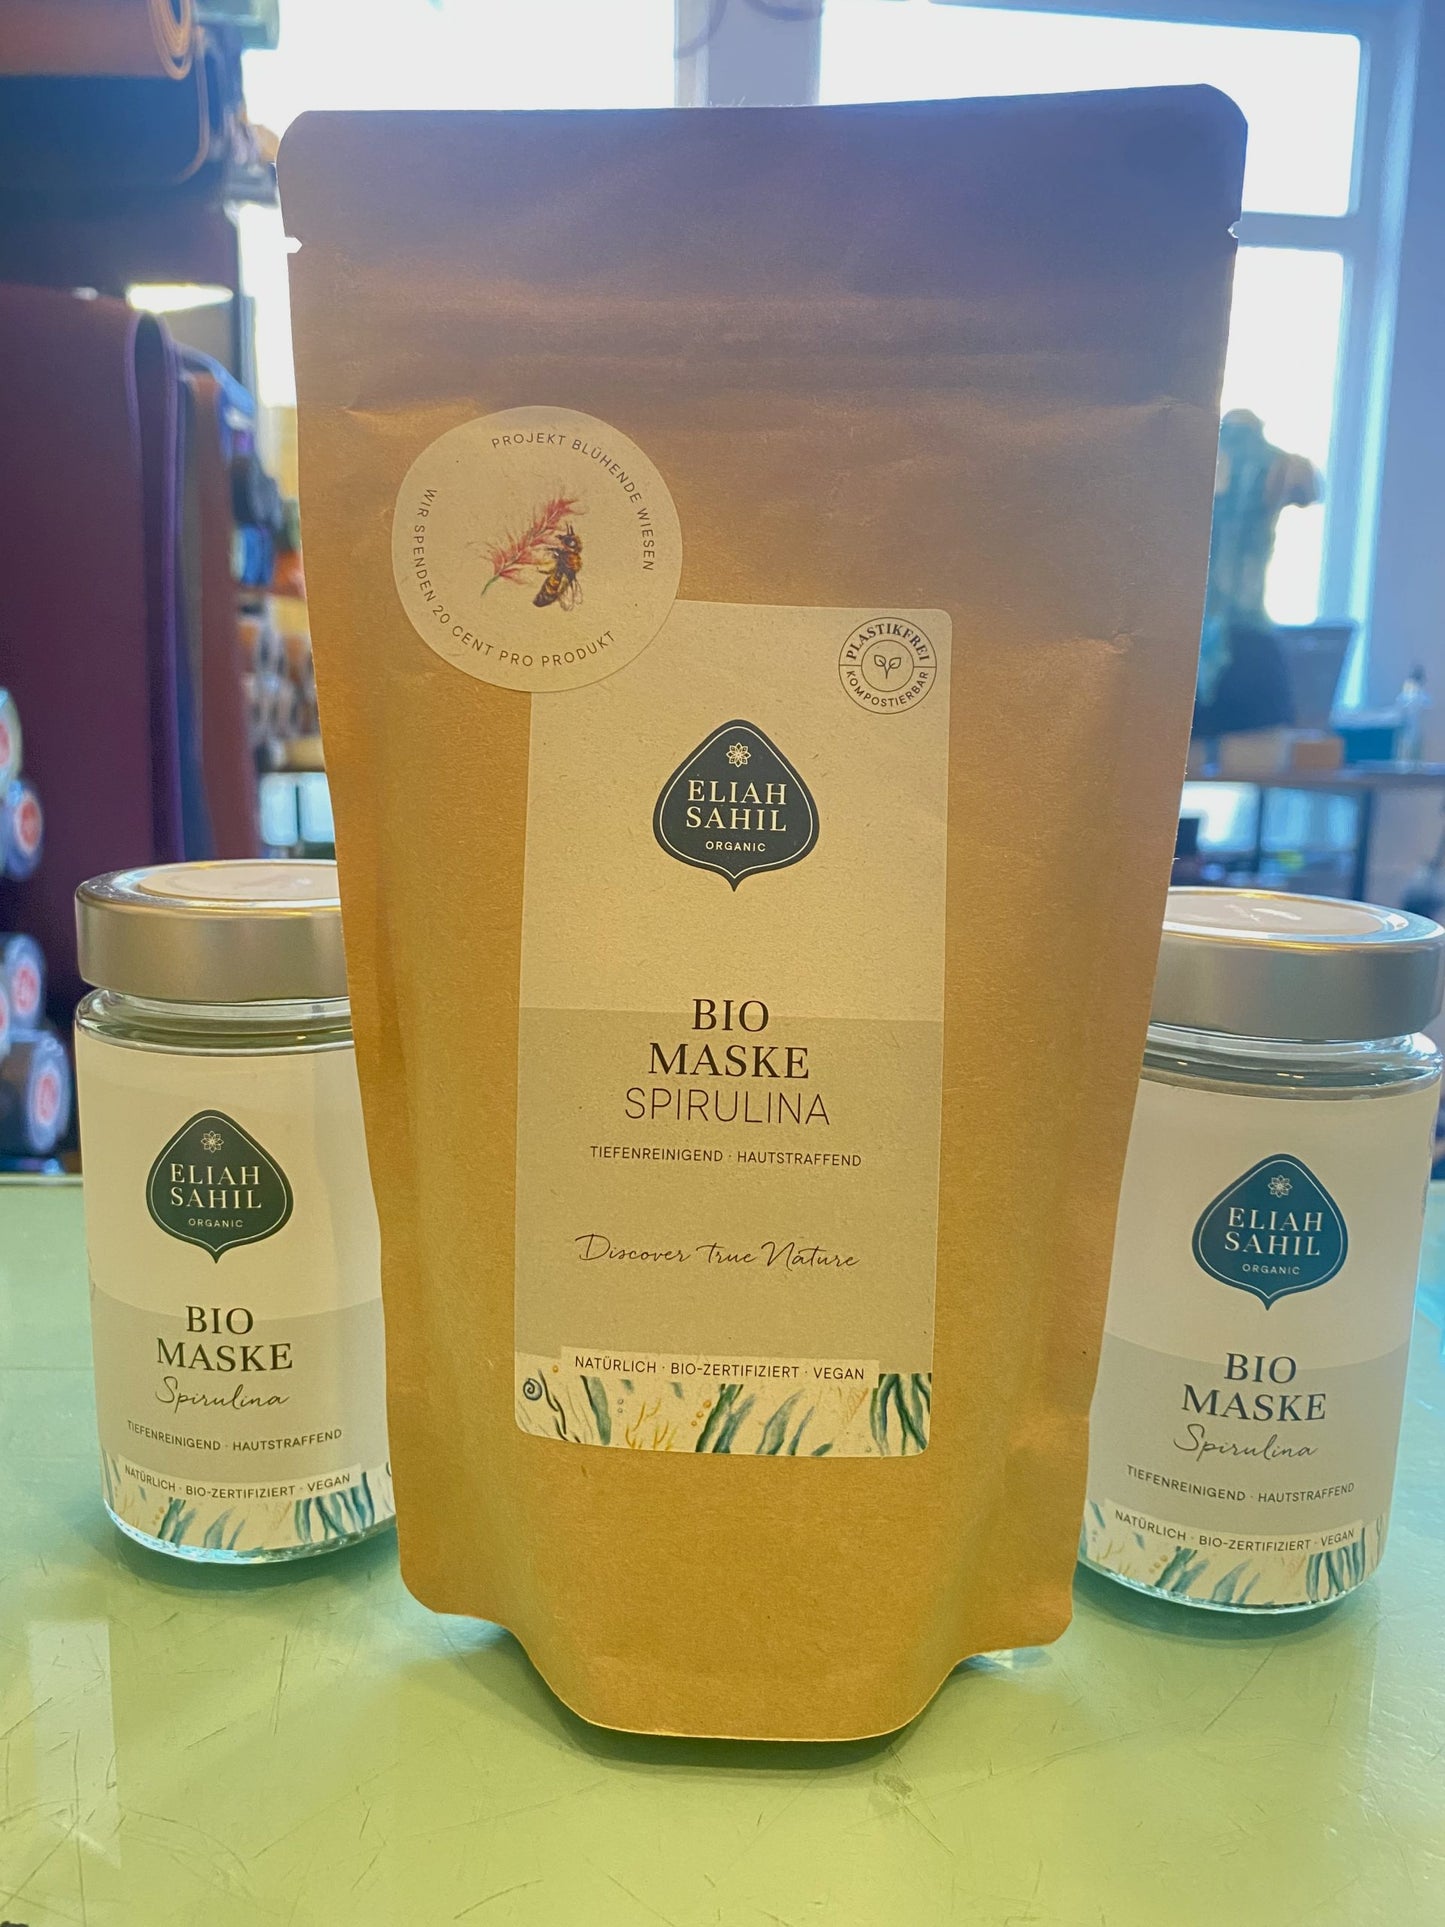 PROJEKT BLÜHENDE WIESEN
WIR SPENDEN 20 CENT PRO PRODUKT
PLASTIKFREI
KOMPOSTIERBAR
ELIAH
SAHIL
ORGANIC
BIO
MASKE
SPIRULINA
TIEFENREINIGEND · HAUTSTRAFFEND
Discover True Nature
NATÜRLICH · BIO-ZERTIFIZIERT · VEGAN
ELIAH
SAHIL
ORGANIC
BIO
MASKE
Spirulina
TIEFENREINIGEND · HAUTSTRAFFEND
NATÜRLICH · BIO-ZERTIFIZIERT · VEGAN
ELIAH
SAHIL
ORGANIC
BIO
MASKE
Spirulina
TIEFENREINIGEND · HAUTSTRAFFEND
NATÜRLICH · BIO-ZERTIFIZIERT · VEGAN